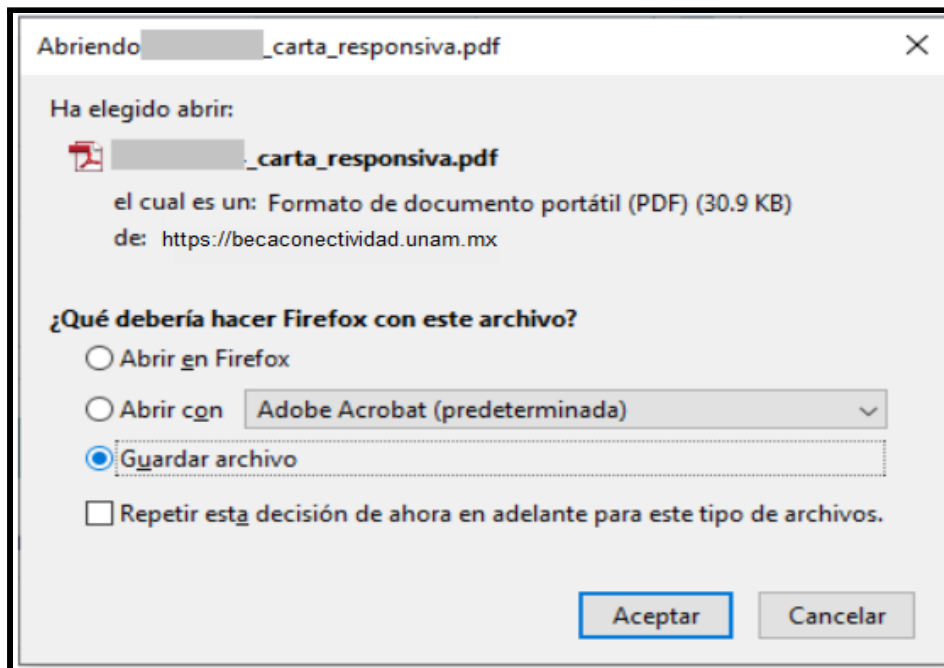 Abriendo _carta_responsiva.pdf
Ha elegido abrir:
_carta_responsiva.pdf
el cual es un: Formato de documento portátil (PDF) (30.9 KB)
de: https://becaconectividad.unam.mx
¿Qué debería hacer Firefox con este archivo?
Abrir en Firefox
Abrir con Adobe Acrobat (predeterminada)
Guardar archivo
Repetir esta decisión de ahora en adelante para este tipo de archivos.
Aceptar Cancelar